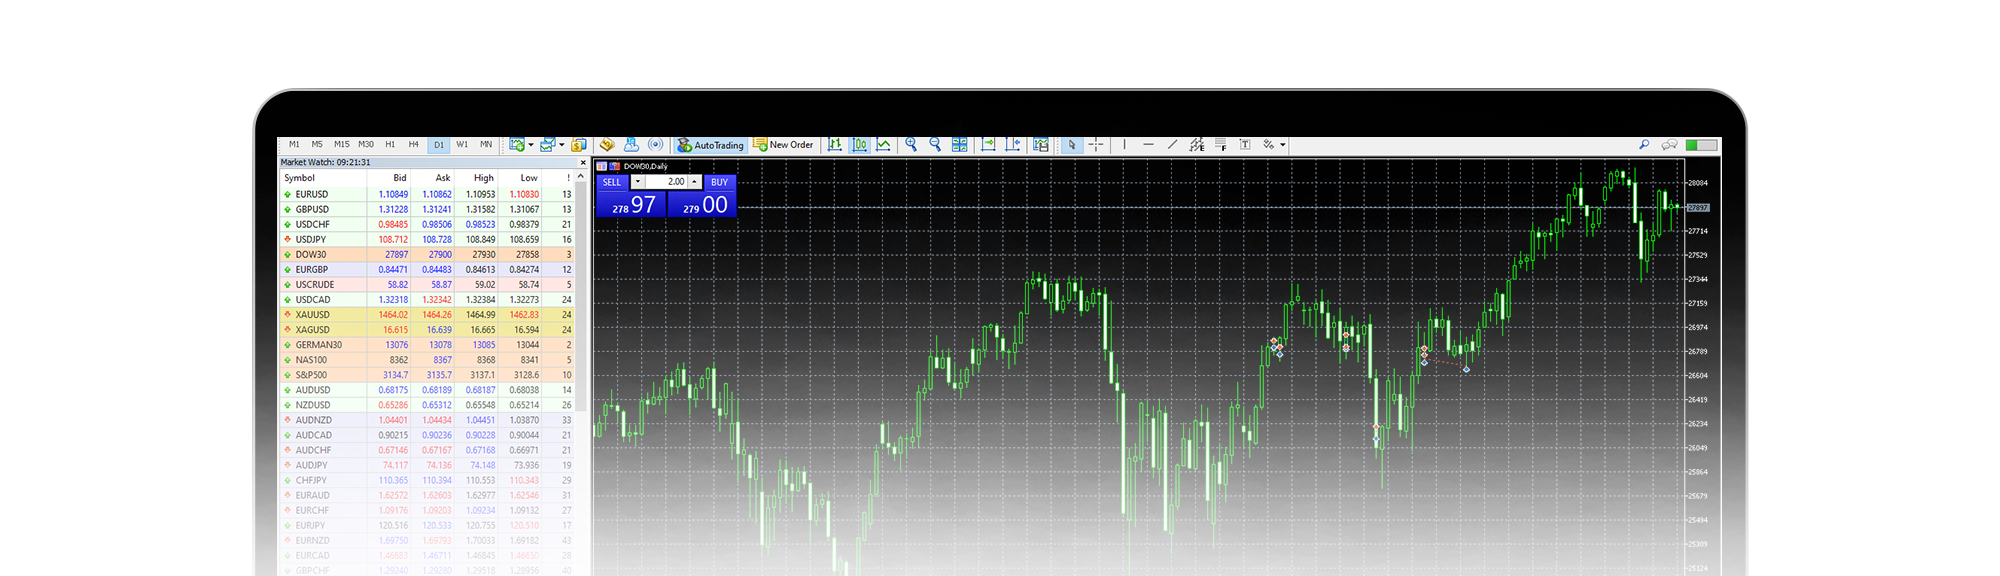 M1 M5 M15 M30 H1 H4 D1 W1 MN AutoTrading New Order
Market Watch: 09:21:31
Symbol Bid Ask High Low !
EURUSD 1.10849 1.10862 1.10953 1.10830 13
GBPUSD 1.31228 1.31241 1.31582 1.31067 13
USDCHF 0.98485 0.98506 0.98523 0.98379 21
USDJPY 108.712 108.728 108.849 108.659 16
DOW30 27897 27900 27930 27858 3
EURGBP 0.84471 0.84483 0.84613 0.84274 12
USCRUDE 58.82 58.87 59.02 58.74 5
USDCAD 1.32318 1.32342 1.32384 1.32273 24
XAUUSD 1464.02 1464.26 1464.99 1462.83 24
XAGUSD 16.615 16.639 16.665 16.594 24
GERMAN30 13076 13078 13085 13044 2
NAS100 8362 8367 8368 8341 5
S&P500 3134.7 3135.7 3137.1 3128.6 10
AUDUSD 0.68175 0.68189 0.68187 0.68038 14
NZDUSD 0.65286 0.65312 0.65548 0.65214 26
AUDNZD 1.04401 1.04434 1.04451 1.03870 33
AUDCAD 0.90215 0.90236 0.90228 0.90044 21
AUDCHF 0.67146 0.67167 0.67168 0.66971 21
AUDJPY 74.117 74.136 74.148 73.936 19
CHFJPY 110.365 110.394 110.553 110.343 29
EURAUD 1.62572 1.62603 1.62977 1.62546 31
EURCHF 1.09176 1.09203 1.09234 1.09132 27
EURJPY 120.516 120.533 120.755 120.510 17
EURNZD 1.69750 1.69793 1.70033 1.69182 43
EURCAD 1.46683 1.46711 1.46845 1.46650 28
GBPCHF 1.29240 1.29280 1.29518 1.28956 40
DOW30,Daily
SELL 2.00 BUY
278 97 279 00
28084
27897
27714
27529
27344
27159
26974
26789
26604
26419
26234
26049
25864
25679
25494
25309
25124